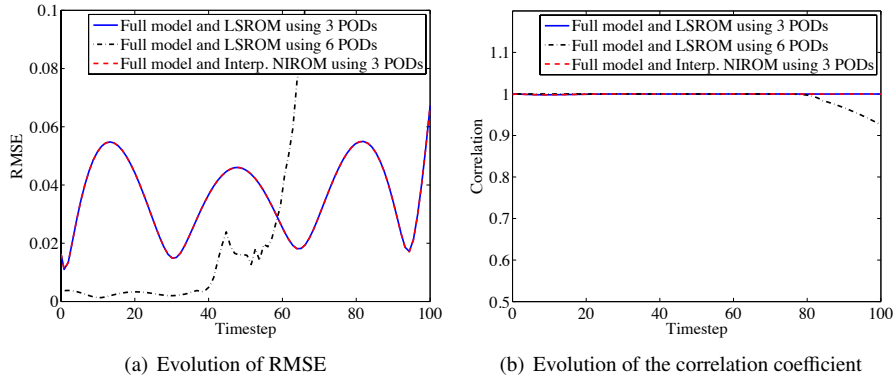 Full model and LSROM using 3 PODs
Full model and LSROM using 6 PODs
Full model and Interp. NIROM using 3 PODs
0.1
0.08
0.06
0.04
0.02
0
RMSE
0 20 40 60 80 100
Timestep
(a) Evolution of RMSE
Full model and LSROM using 3 PODs
Full model and LSROM using 6 PODs
Full model and Interp. NIROM using 3 PODs
1.1
1
0.9
0.8
0.7
0.6
0.5
Correlation
0 20 40 60 80 100
Timestep
(b) Evolution of the correlation coefficient